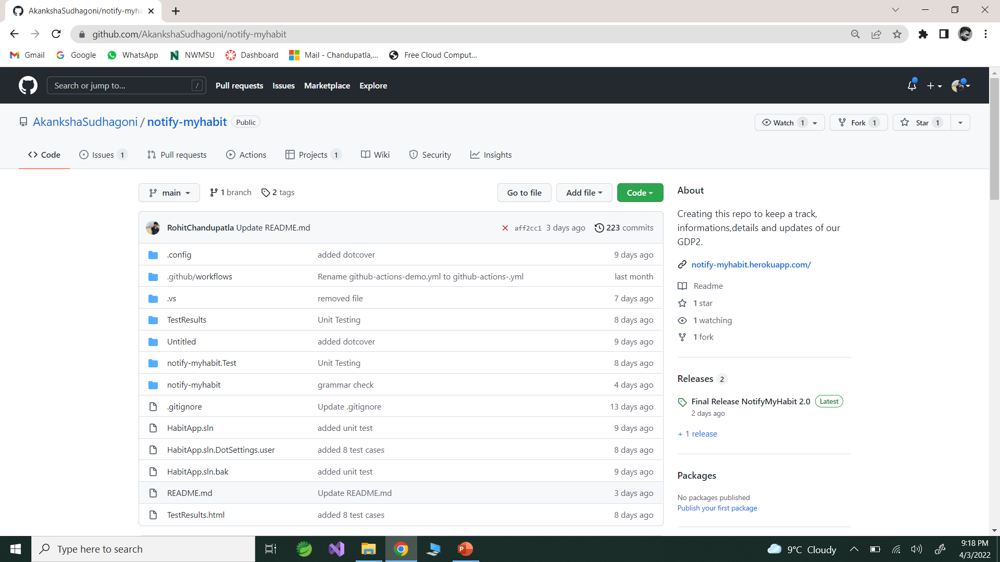 AkankshaSudhagoni/notify-myha
github.com/AkankshaSudhagoni/notify-myhabit
Gmail Google WhatsApp NWMSU Dashboard Mail - Chandupatla,... Free Cloud Comput...
Search or jump to... / Pull requests Issues Marketplace Explore
AkankshaSudhagoni / notify-myhabit Public Watch 1 Fork 1 Star 1
Code Issues 1 Pull requests Actions Projects 1 Wiki Security Insights
main 1 branch 2 tags Go to file Add file Code
RohitChandupatla Update README.md aff2cc1 3 days ago 223 commits
.config added dotcover 9 days ago
.github/workflows Rename github-actions-demo.yml to github-actions-.yml last month
.vs removed file 7 days ago
TestResults Unit Testing 8 days ago
Untitled added dotcover 9 days ago
notify-myhabit.Test Unit Testing 8 days ago
notify-myhabit grammar check 4 days ago
.gitignore Update .gitignore 13 days ago
HabitApp.sln added unit test 9 days ago
HabitApp.sln.DotSettings.user added 8 test cases 8 days ago
HabitApp.sln.bak added unit test 9 days ago
README.md Update README.md 3 days ago
TestResults.html added 8 test cases 8 days ago
About
Creating this repo to keep a track,
informations,details and updates of our
GDP2.
notify-myhabit.herokuapp.com/
Readme
1 star
1 watching
1 fork
Releases 2
Final Release NotifyMyHabit 2.0 Latest
2 days ago
+ 1 release
Packages
No packages published
Publish your first package
Type here to search
P
9°C Cloudy
9:18 PM
4/3/2022